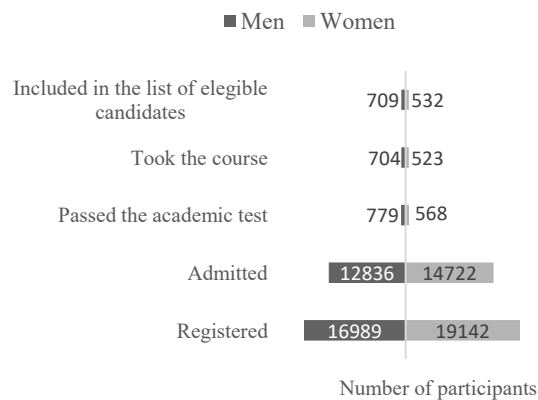 Men Women
Included in the list of elegible
candidates
709 532
Took the course
704 523
Passed the academic test
779 568
Admitted
12836 14722
Registered
16989 19142
Number of participants